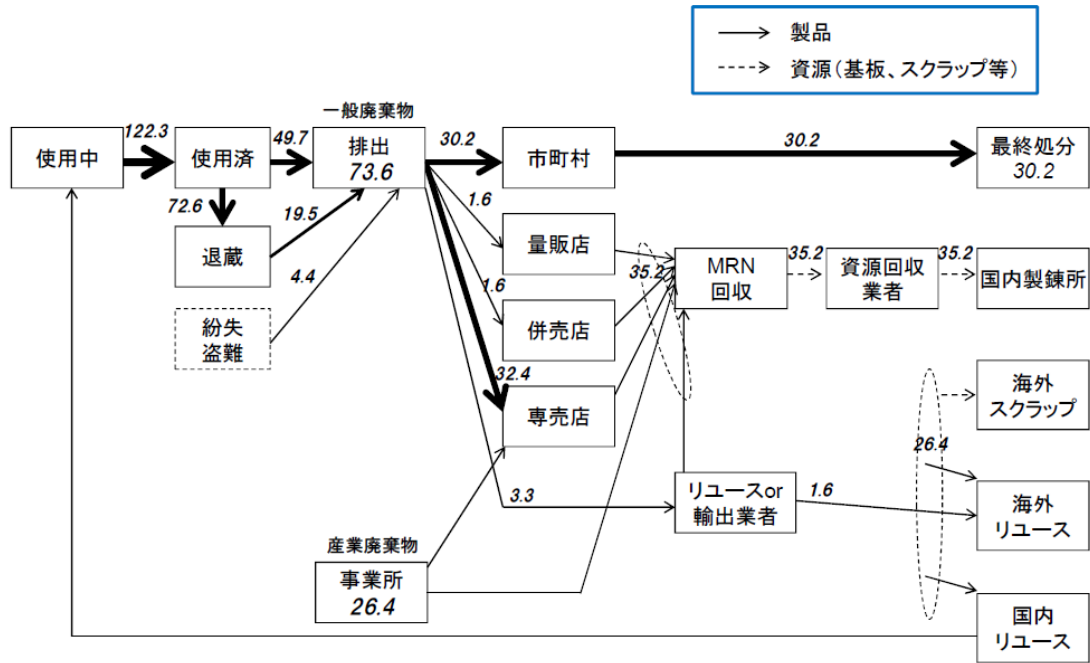 製品
資源（基板、スクラップ等）
一般廃棄物
使用中
122.3
使用済
49.7
排出
73.6
30.2
市町村
30.2
最終処分
30.2
72.6
退蔵
19.5
4.4
紛失
盗難
1.6
量販店
1.6
併売店
32.4
専売店
35.2
MRN
回収
35.2
資源回収
業者
35.2
国内製錬所
海外
スクラップ
26.4
3.3
リユースor
輸出業者
1.6
海外
リユース
産業廃棄物
事業所
26.4
国内
リユース